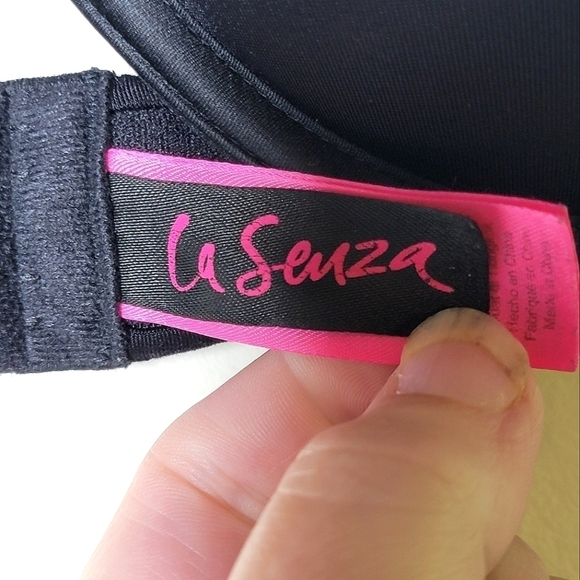 La Senza
Hecho en China
Fabriqué en Chine
Made in China